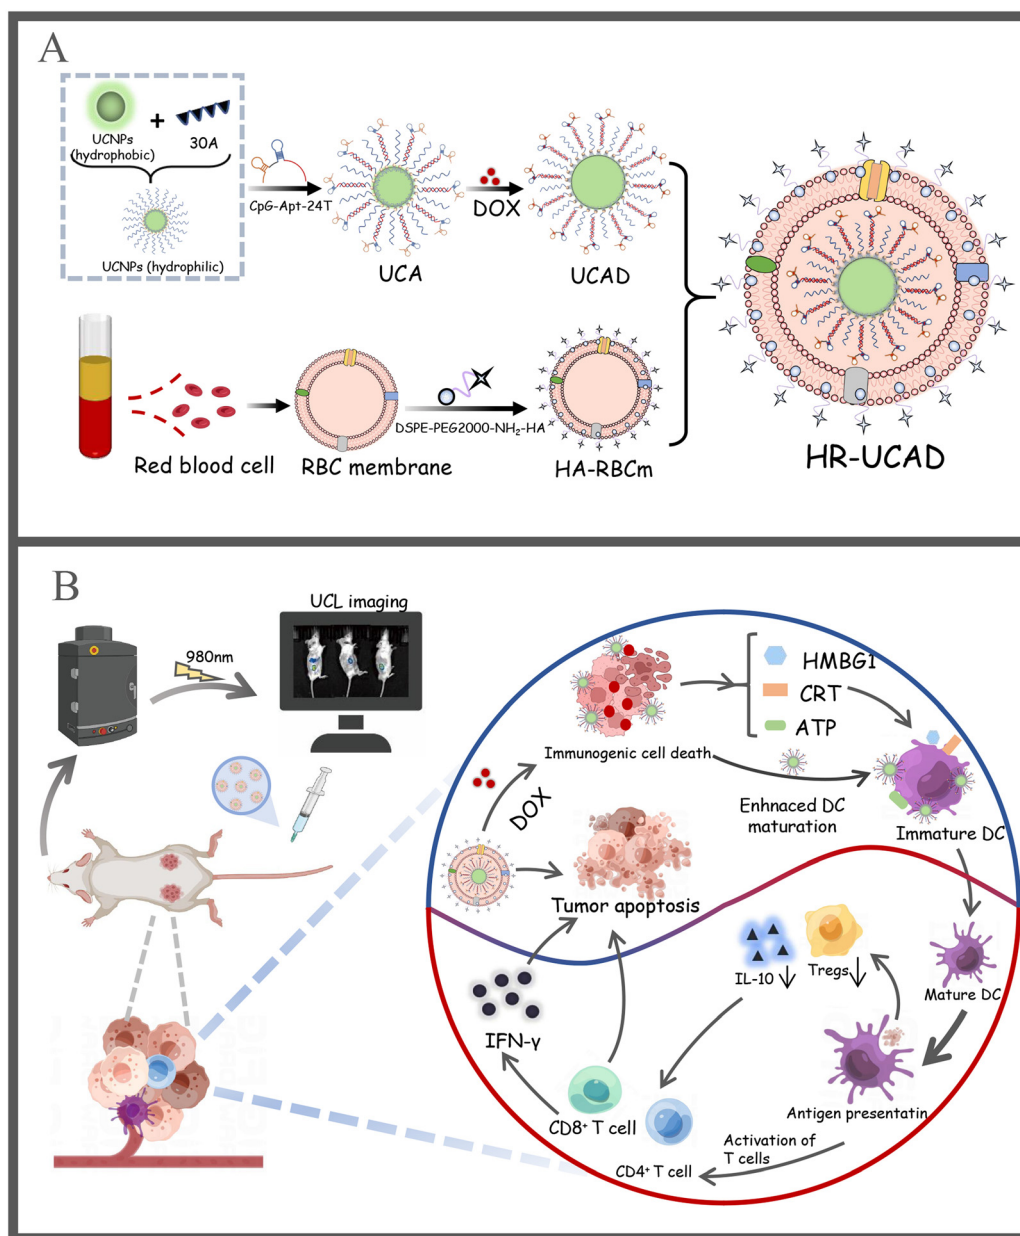 A
UCNPs
(hydrophobic)
+
30A
UCNPs (hydrophilic)
CpG-Apt-24T
UCA
DOX
UCAD
Red blood cell
RBC membrane
DSPE-PEG2000-NH₂-HA
HA-RBCm
HR-UCAD
B
980nm
UCL imaging
Immunogenic cell death
HMBG1
CRT
ATP
DOX
Enhnaced DC
maturation
Immature DC
Tumor apoptosis
IL-10↓
Tregs↓
Mature DC
IFN-γ
CD8⁺ T cell
CD4⁺ T cell
Antigen presentatin
Activation of
T cells